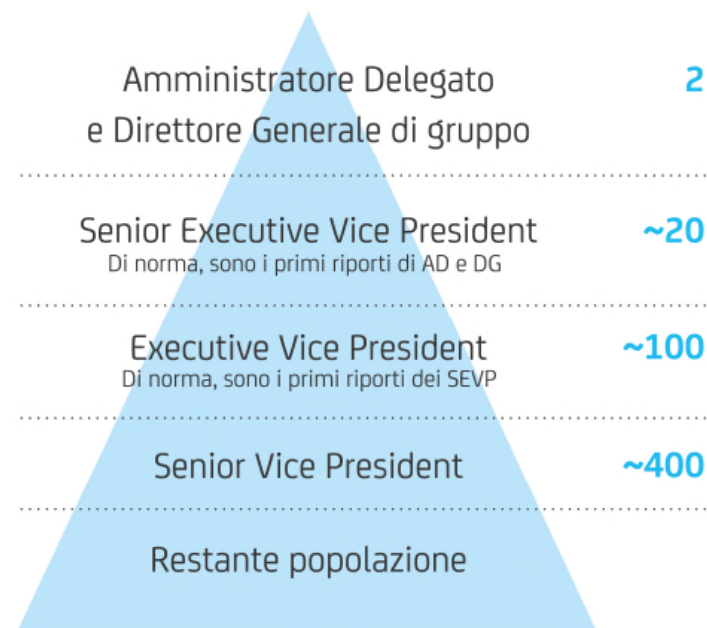 Amministratore Delegato 2
e Direttore Generale di gruppo
Senior Executive Vice President ~20
Di norma, sono i primi riporti di AD e DG
Executive Vice President ~100
Di norma, sono i primi riporti dei SEVP
Senior Vice President ~400
Restante popolazione